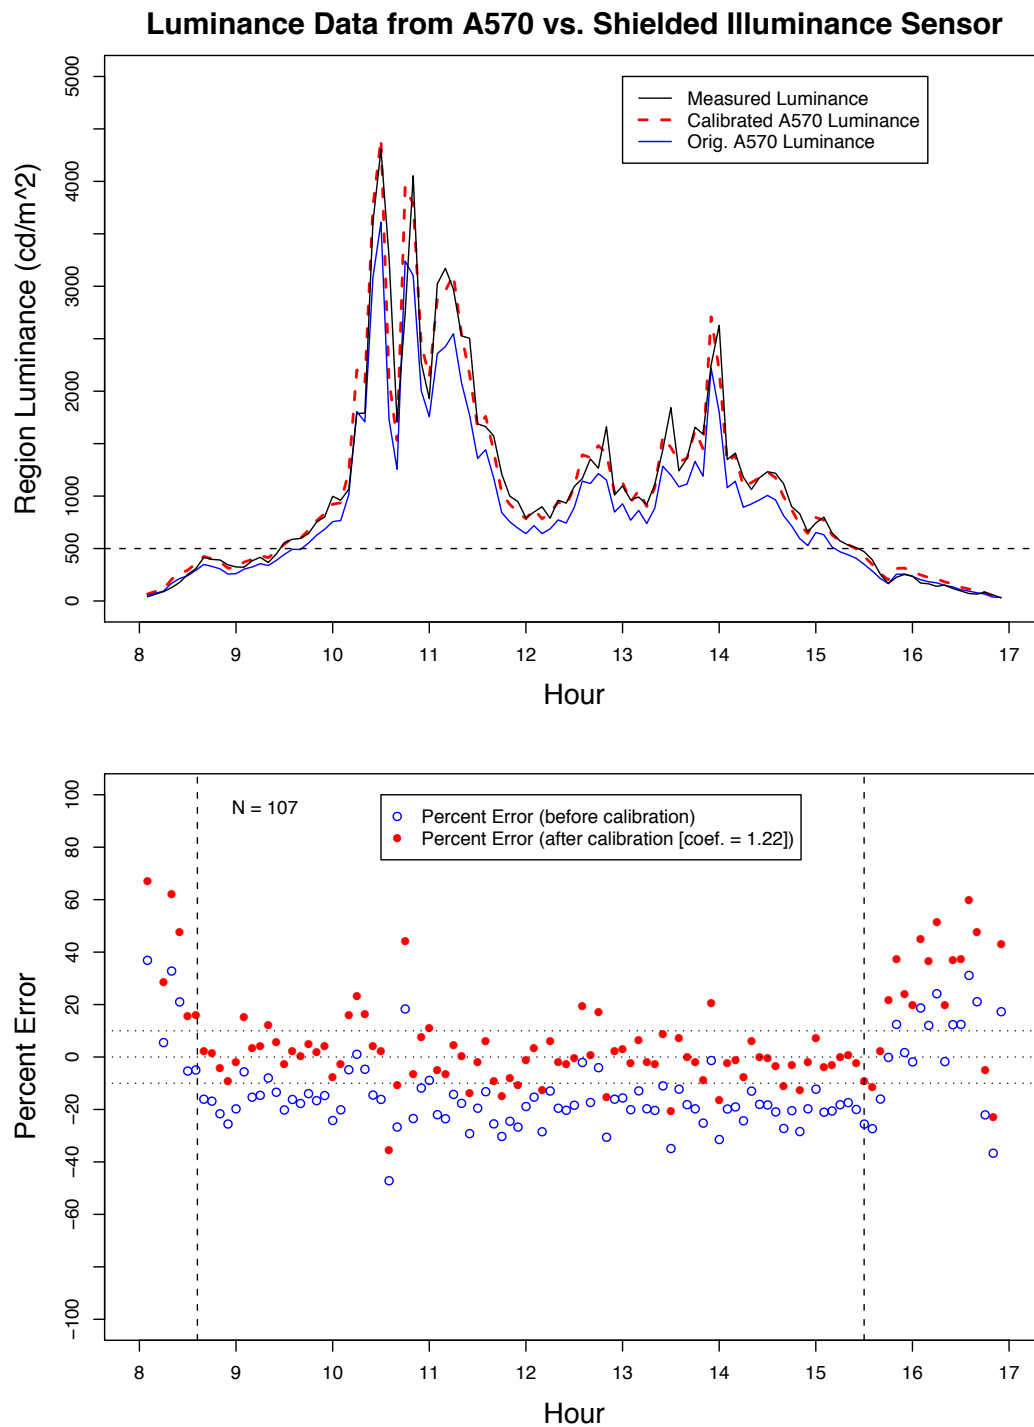 Luminance Data from A570 vs. Shielded Illuminance Sensor
Region Luminance (cd/m^2)
5000
4000
3000
2000
1000
500
0
Measured Luminance
Calibrated A570 Luminance
Orig. A570 Luminance
8 9 10 11 12 13 14 15 16 17
Hour
Percent Error
100
80
60
40
20
0
−20
−40
−60
−100
N = 107
Percent Error (before calibration)
Percent Error (after calibration [coef. = 1.22])
8 9 10 11 12 13 14 15 16 17
Hour